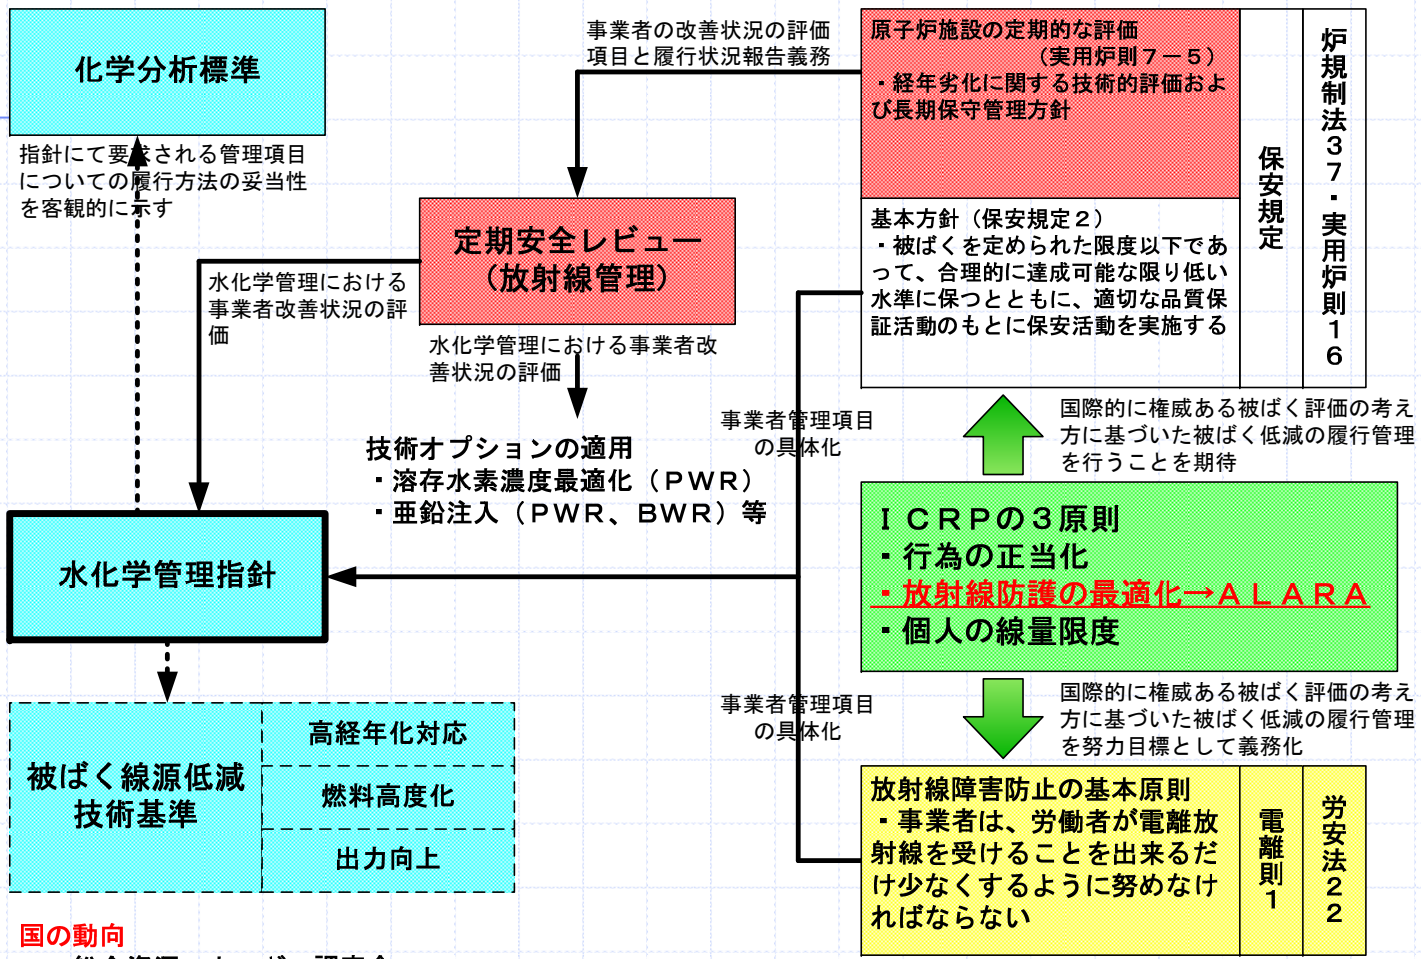 化学分析標準
指針にて要求される管理項目
についての履行方法の妥当性
を客観的に示す
事業者の改善状況の評価
項目と履行状況報告義務
原子炉施設の定期的な評価
（実用炉則７－５）
・経年劣化に関する技術的評価およ
び長期保守管理方針
基本方針（保安規定２）
・被ばくを定められた限度以下であ
って、合理的に達成可能な限り低い
水準に保つとともに、適切な品質保
証活動のもとに保安活動を実施する
保安規定
炉規制法３７・実用炉則１６
定期安全レビュー
（放射線管理）
水化学管理における
事業者改善状況の評
価
水化学管理における事業者改
善状況の評価
技術オプションの適用
・溶存水素濃度最適化（ＰＷＲ）
・亜鉛注入（ＰＷＲ、ＢＷＲ）等
事業者管理項目
の具体化
国際的に権威ある被ばく評価の考え
方に基づいた被ばく低減の履行管理
を行うことを期待
水化学管理指針
ＩＣＲＰの３原則
・行為の正当化
・放射線防護の最適化→ＡＬＡＲＡ
・個人の線量限度
事業者管理項目
の具体化
国際的に権威ある被ばく評価の考え
方に基づいた被ばく低減の履行管理
を努力目標として義務化
被ばく線源低減
技術基準
高経年化対応
燃料高度化
出力向上
放射線障害防止の基本原則
・事業者は、労働者が電離放
射線を受けることを出来るだ
け少なくするように努めなけ
ればならない
電離則１
労安法２２
国の動向